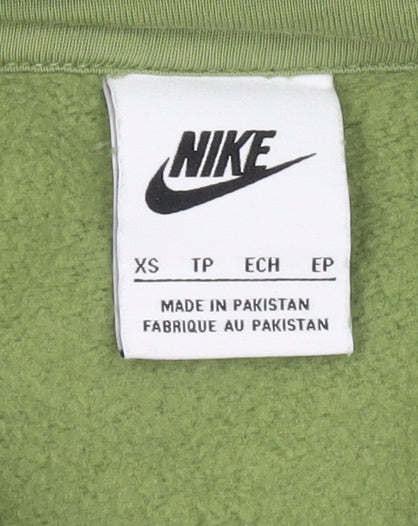 NIKE
XS TP ECH EP
MADE IN PAKISTAN
FABRIQUE AU PAKISTAN